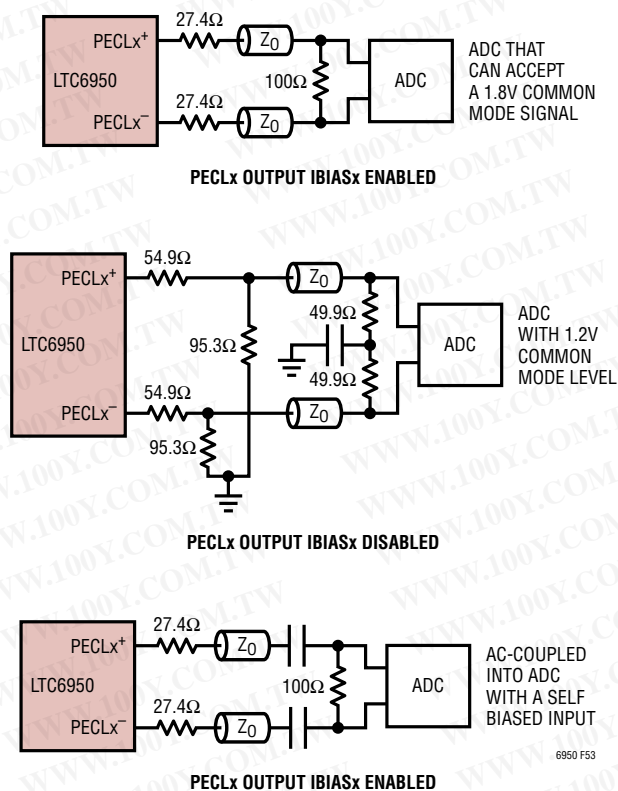 27.4Ω
PECLx+
Z0
LTC6950
100Ω
ADC
ADC THAT
CAN ACCEPT
A 1.8V COMMON
MODE SIGNAL
27.4Ω
PECLx–
Z0
PECLx OUTPUT IBIASx ENABLED
54.9Ω
PECLx+
Z0
49.9Ω
LTC6950
95.3Ω
ADC
ADC
WITH 1.2V
COMMON
MODE LEVEL
49.9Ω
54.9Ω
PECLx–
Z0
95.3Ω
PECLx OUTPUT IBIASx DISABLED
27.4Ω
PECLx+
Z0
LTC6950
100Ω
ADC
AC-COUPLED
INTO ADC
WITH A SELF
BIASED INPUT
27.4Ω
PECLx–
Z0
6950 F53
PECLx OUTPUT IBIASx ENABLED
WWW.100Y.COM.TW